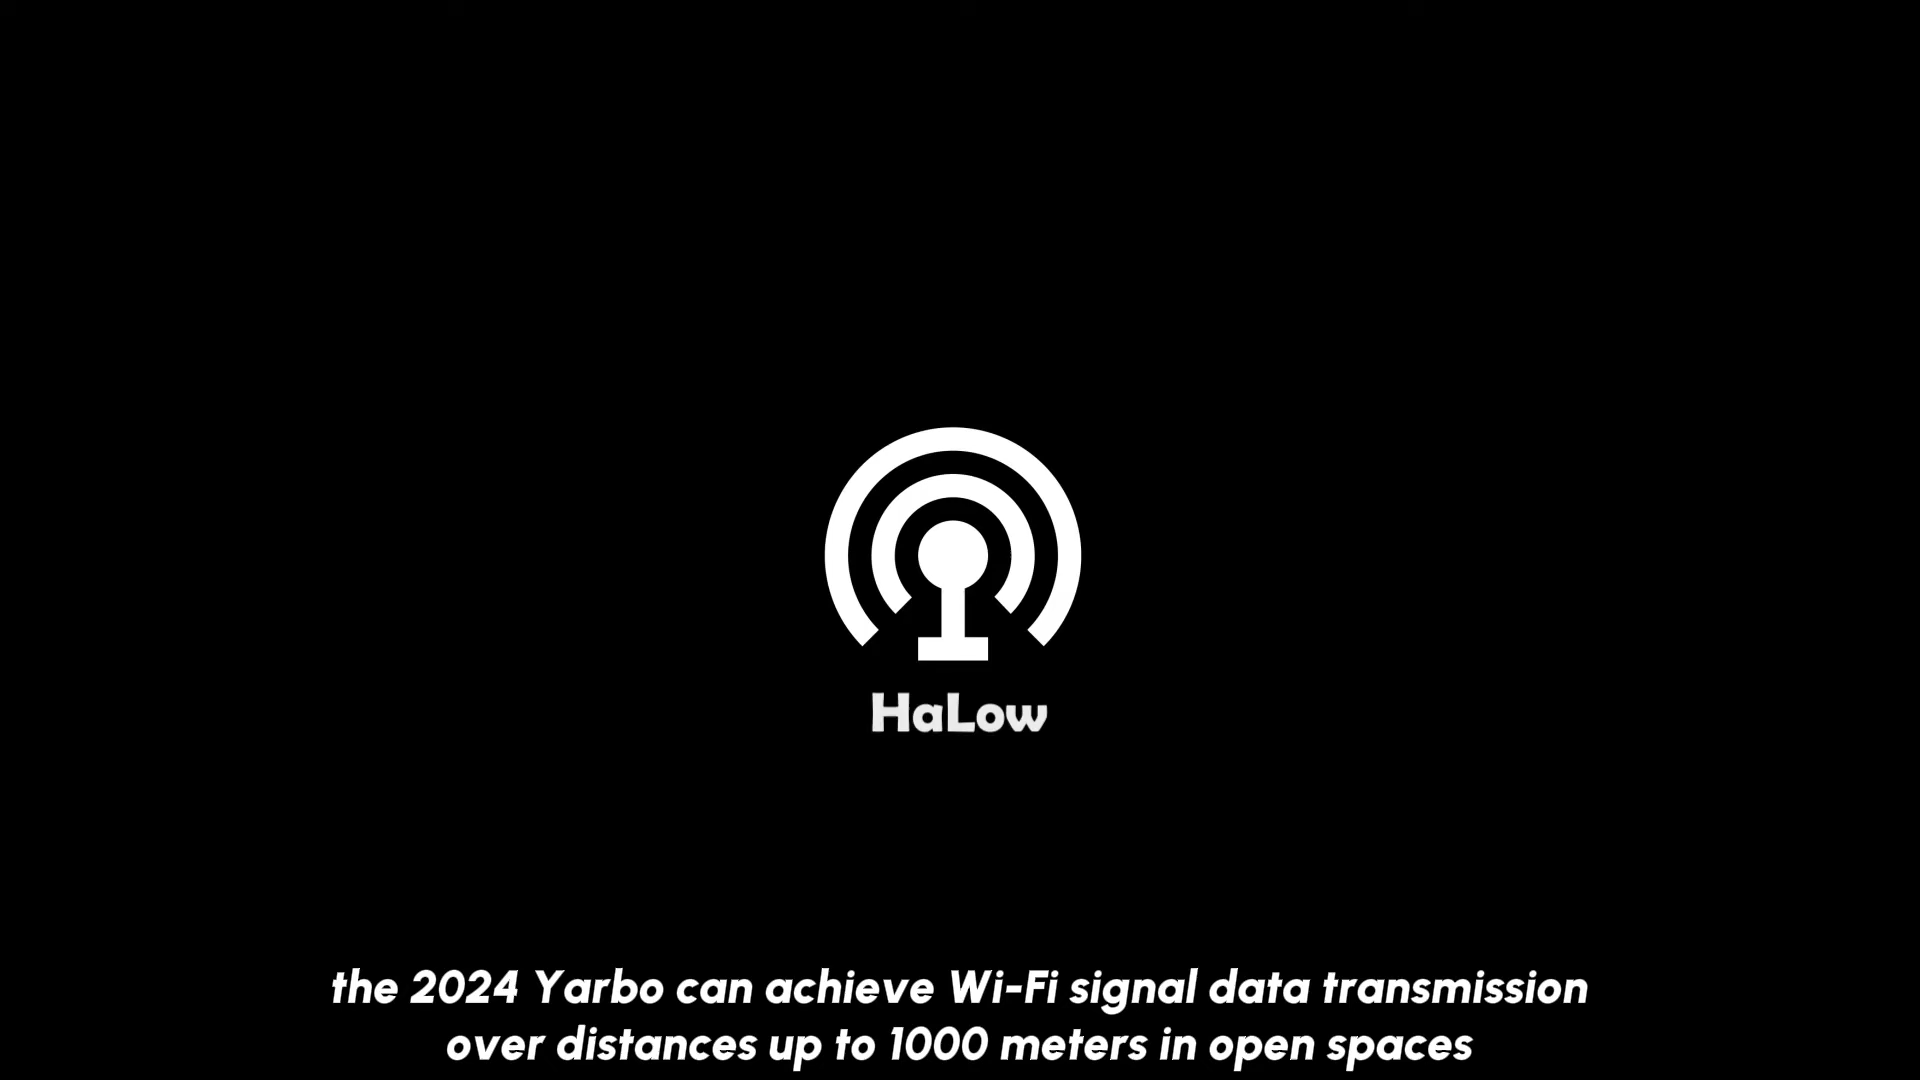 HaLow
the 2024 Yarbo can achieve Wi-Fi signal data transmission
over distances up to 1000 meters in open spaces